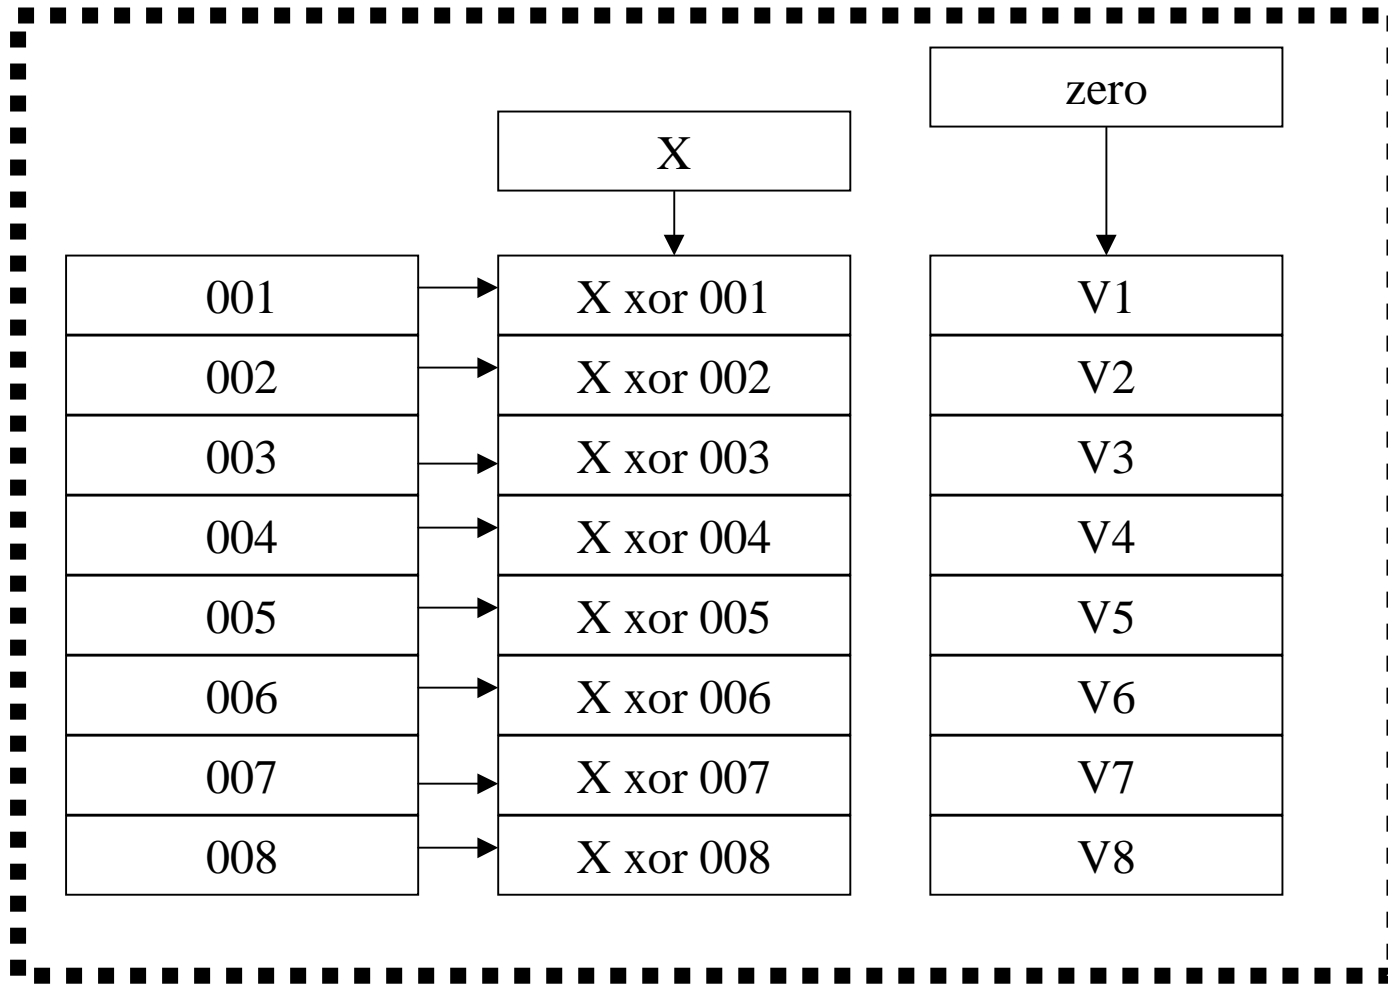 zero
X
001 X xor 001 V1
002 X xor 002 V2
003 X xor 003 V3
004 X xor 004 V4
005 X xor 005 V5
006 X xor 006 V6
007 X xor 007 V7
008 X xor 008 V8